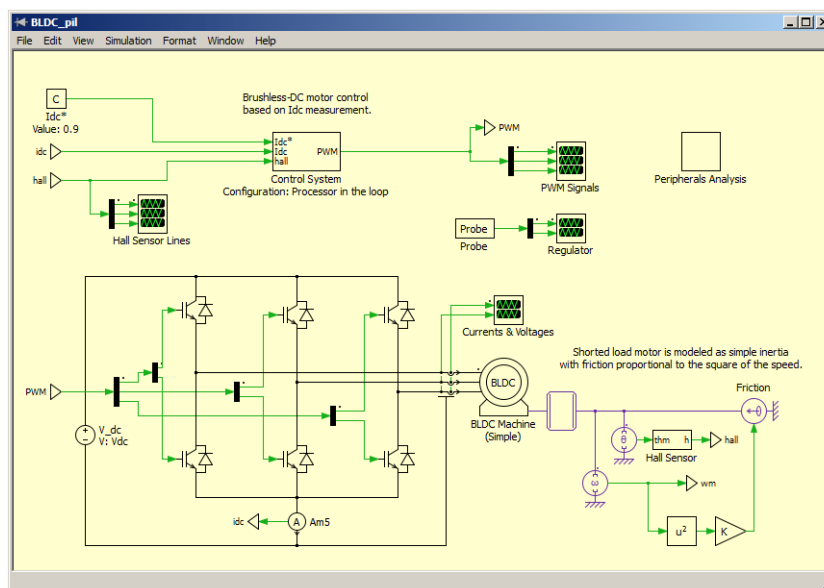 BLDC_pil
File Edit View Simulation Format Window Help
C
Idc*
Value: 0.9
Brushless-DC motor control
based on Idc measurement.
idc
hall
Idc*
Idc
hall
PWM
Control System
Configuration: Processor in the loop
PWM
PWM Signals
Peripherals Analysis
Hall Sensor Lines
Probe
Probe
Regulator
Currents & Voltages
Shorted load motor is modeled as simple inertia
with friction proportional to the square of the speed.
PWM
BLDC
BLDC Machine
(Simple)
Friction
V_dc
V: Vdc
θ
thm h
hall
Hall Sensor
ω
wm
idc
A
Am5
u²
K